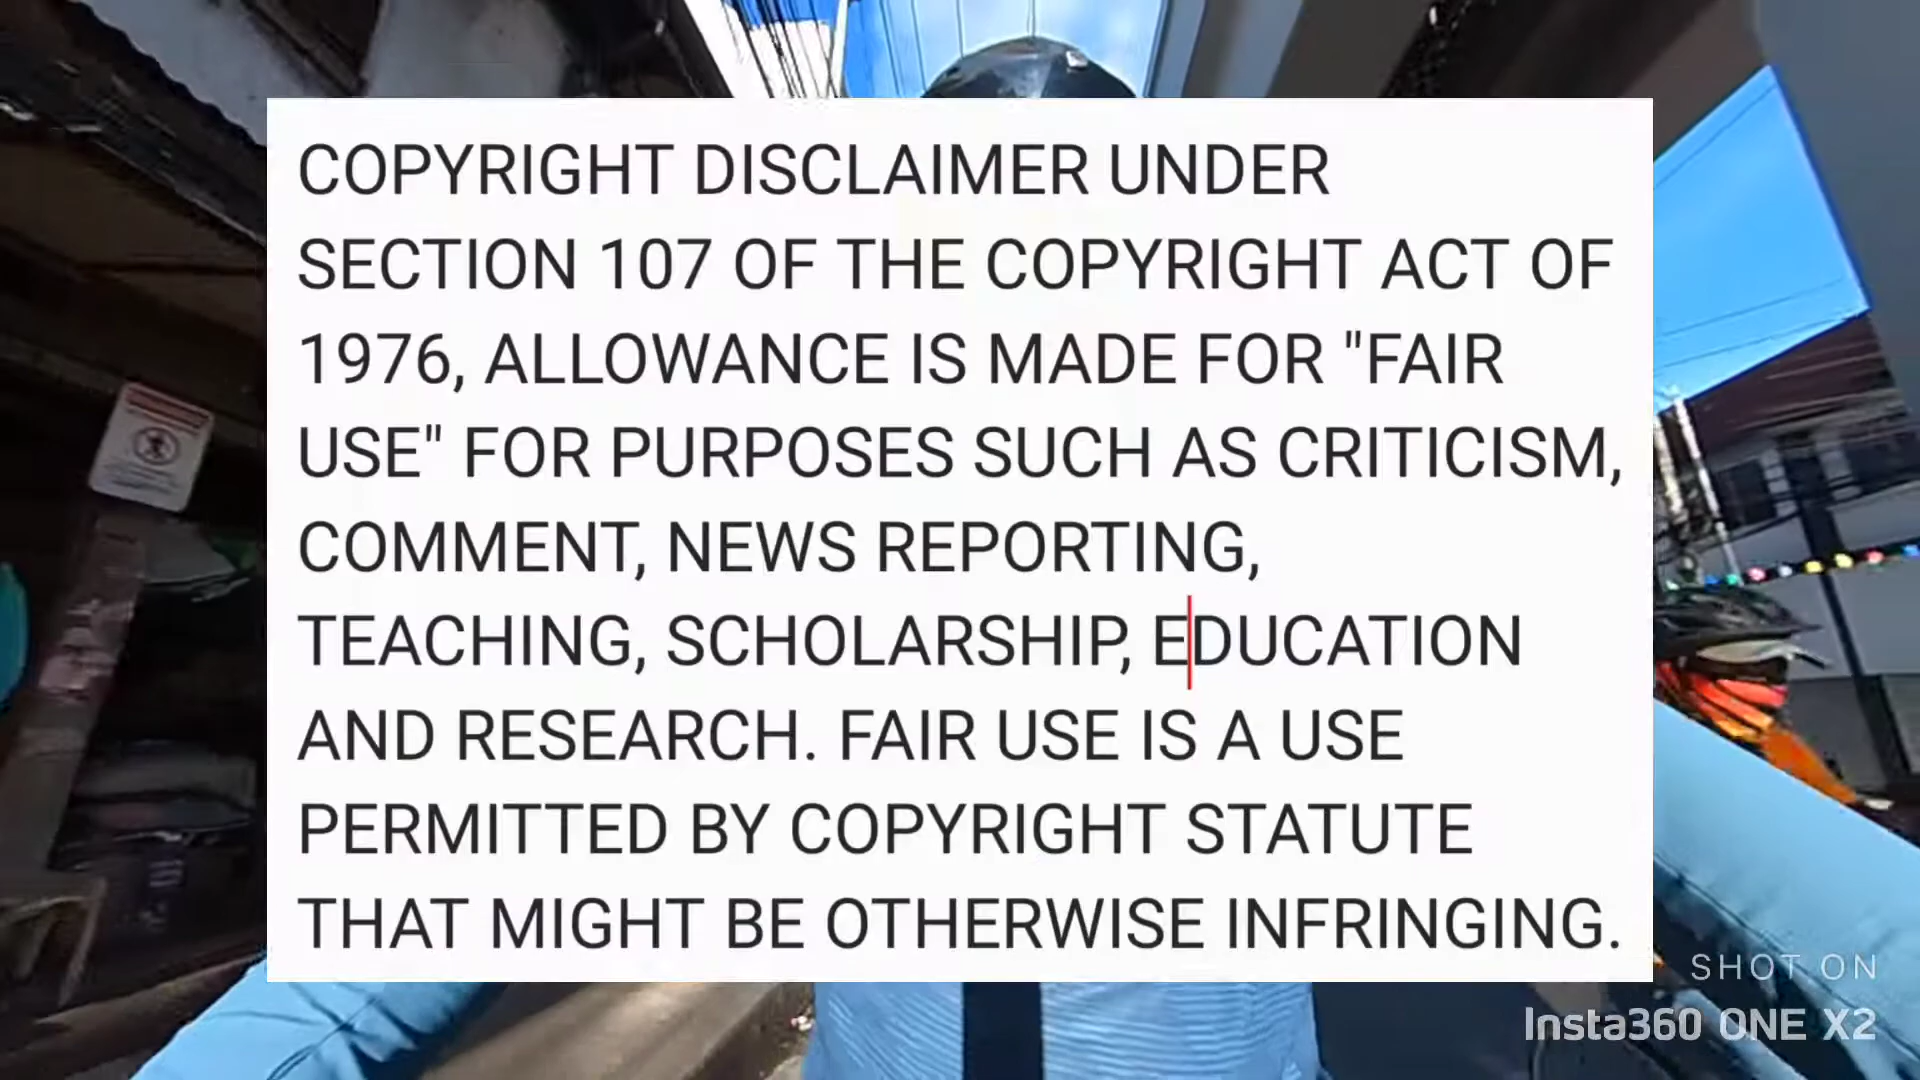 COPYRIGHT DISCLAIMER UNDER
SECTION 107 OF THE COPYRIGHT ACT OF
1976, ALLOWANCE IS MADE FOR "FAIR
USE" FOR PURPOSES SUCH AS CRITICISM,
COMMENT, NEWS REPORTING,
TEACHING, SCHOLARSHIP, EDUCATION
AND RESEARCH. FAIR USE IS A USE
PERMITTED BY COPYRIGHT STATUTE
THAT MIGHT BE OTHERWISE INFRINGING.
SHOT ON
Insta360 ONE X2